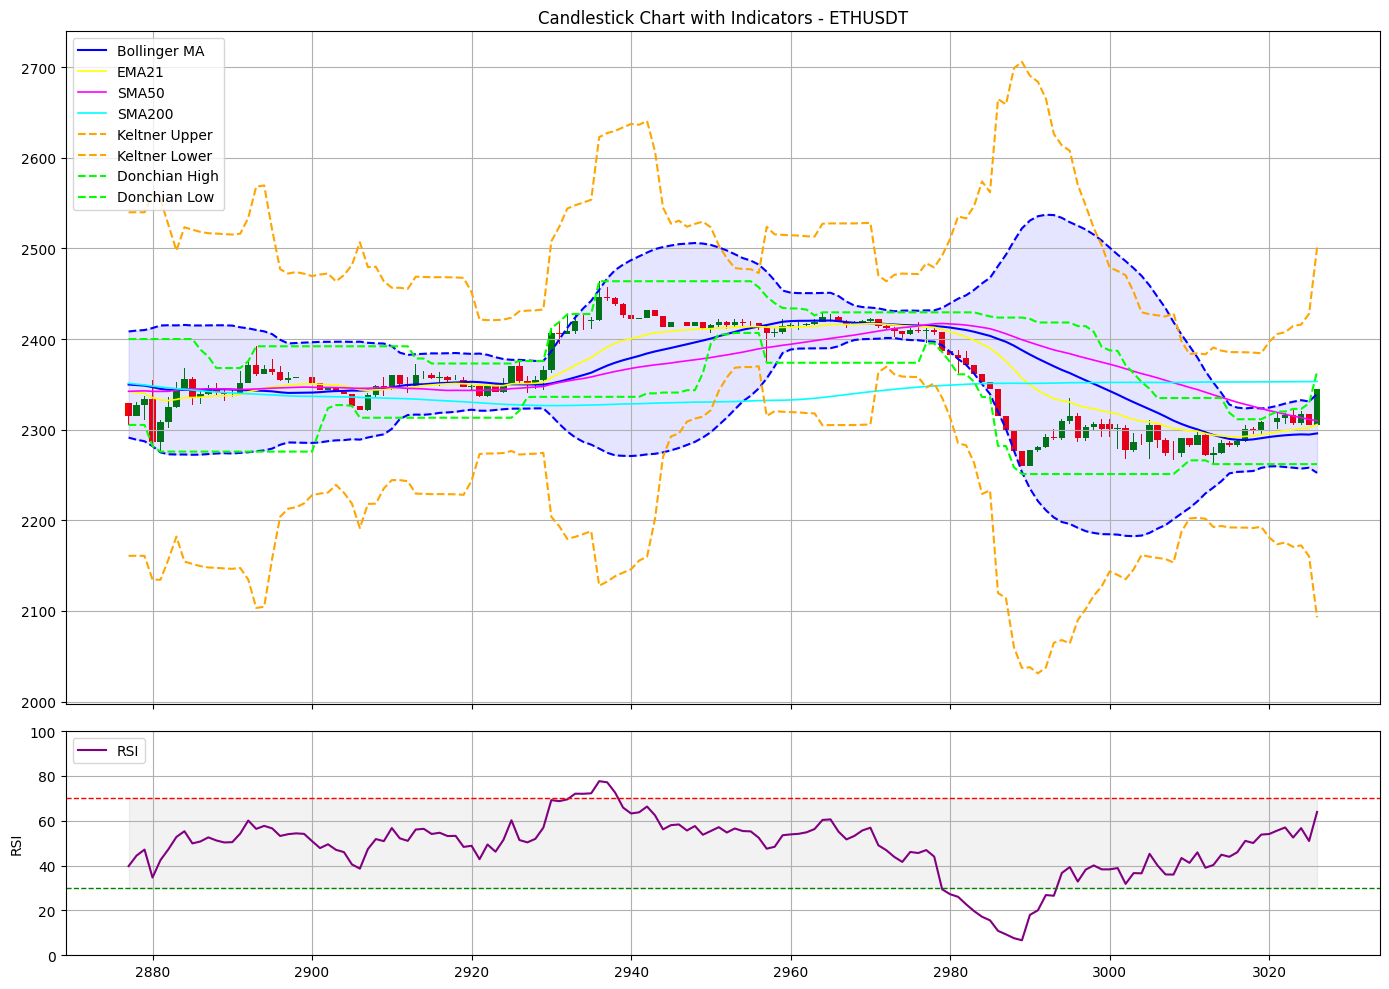 Candlestick Chart with Indicators - ETHUSDT
Bollinger MA
EMA21
SMA50
SMA200
Keltner Upper
Keltner Lower
Donchian High
Donchian Low
2700
2600
2500
2400
2300
2200
2100
2000
RSI
100
80
60
40
20
0
RSI
2880
2900
2920
2940
2960
2980
3000
3020